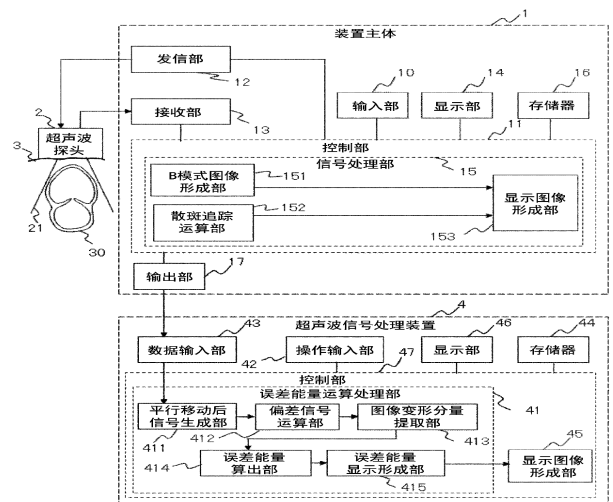 1
装置主体
发信部
12
10
14
16
2
接收部
13
输入部
显示部
存储器
11
3
超声波
探头
控制部
信号处理部
15
B模式图像
形成部
151
散斑追踪
运算部
152
显示图像
形成部
153
21
30
17
输出部
4
超声波信号处理装置
43
46
44
数据输入部
操作输入部
42
47
显示部
存储器
控制部
误差能量运算处理部
41
平行移动后
信号生成部
411
偏差信号
运算部
412
图像变形分量
提取部
413
45
误差能量
算出部
414
误差能量
显示形成部
415
显示图像
形成部